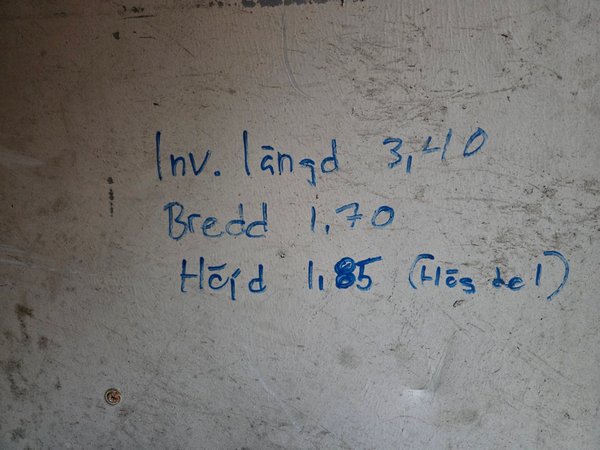 Inv. längd 3,40
Bredd 1,70
Höjd 1,85 (Hög del)